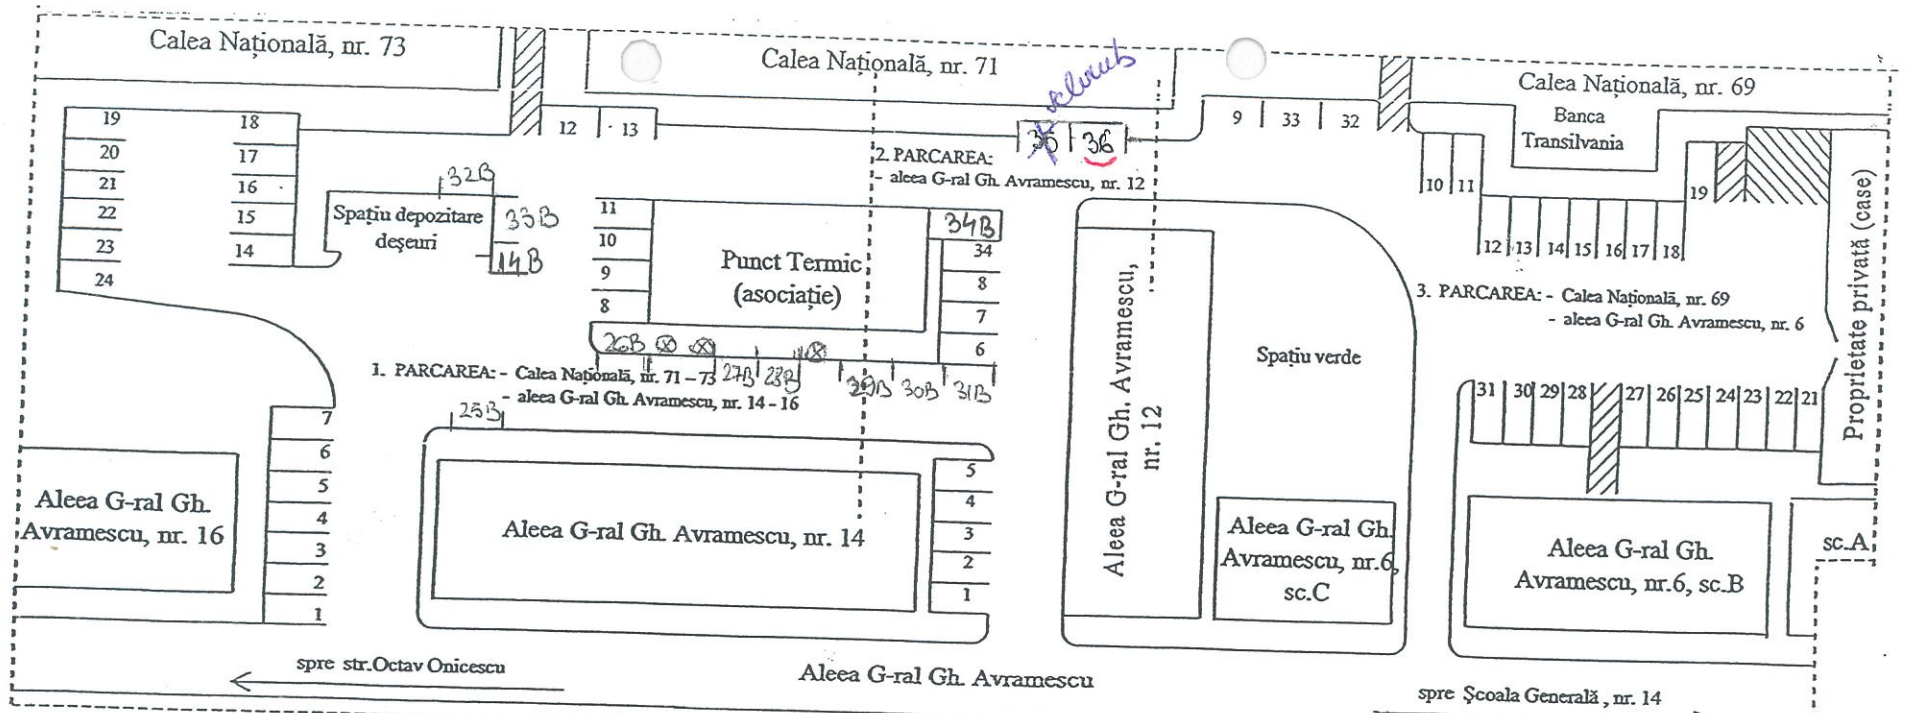 Calea Națională, nr. 73
Calea Națională, nr. 71
schimb
Calea Națională, nr. 69
Banca
Transilvania
19
20
21
22
23
24
18
17
16
15
14
12
13
35
36
9
33
32
10
11
19
12
13
14
15
16
17
18
2. PARCAREA:
- aleea G-ral Gh. Avramescu, nr. 12
32B
Spațiu depozitare
deșeuri
33B
14B
11
10
9
8
Punct Termic
(asociație)
34B
34
8
7
6
26B
27B
28B
29B
30B
31B
1. PARCAREA: - Calea Națională, nr. 71 – 73
- aleea G-ral Gh. Avramescu, nr. 14 - 16
25B
Aleea G-ral Gh. Avramescu,
nr. 12
Spațiu verde
3. PARCAREA: - Calea Națională, nr. 69
- aleea G-ral Gh. Avramescu, nr. 6
Proprietate privată (case)
31
30
29
28
27
26
25
24
23
22
21
7
6
5
4
3
2
1
Aleea G-ral Gh.
Avramescu, nr. 16
Aleea G-ral Gh. Avramescu, nr. 14
5
4
3
2
1
Aleea G-ral Gh.
Avramescu, nr.6,
sc.C
Aleea G-ral Gh.
Avramescu, nr.6, sc.B
sc.A
spre str.Octav Onicescu
Aleea G-ral Gh. Avramescu
spre Școala Generală , nr. 14